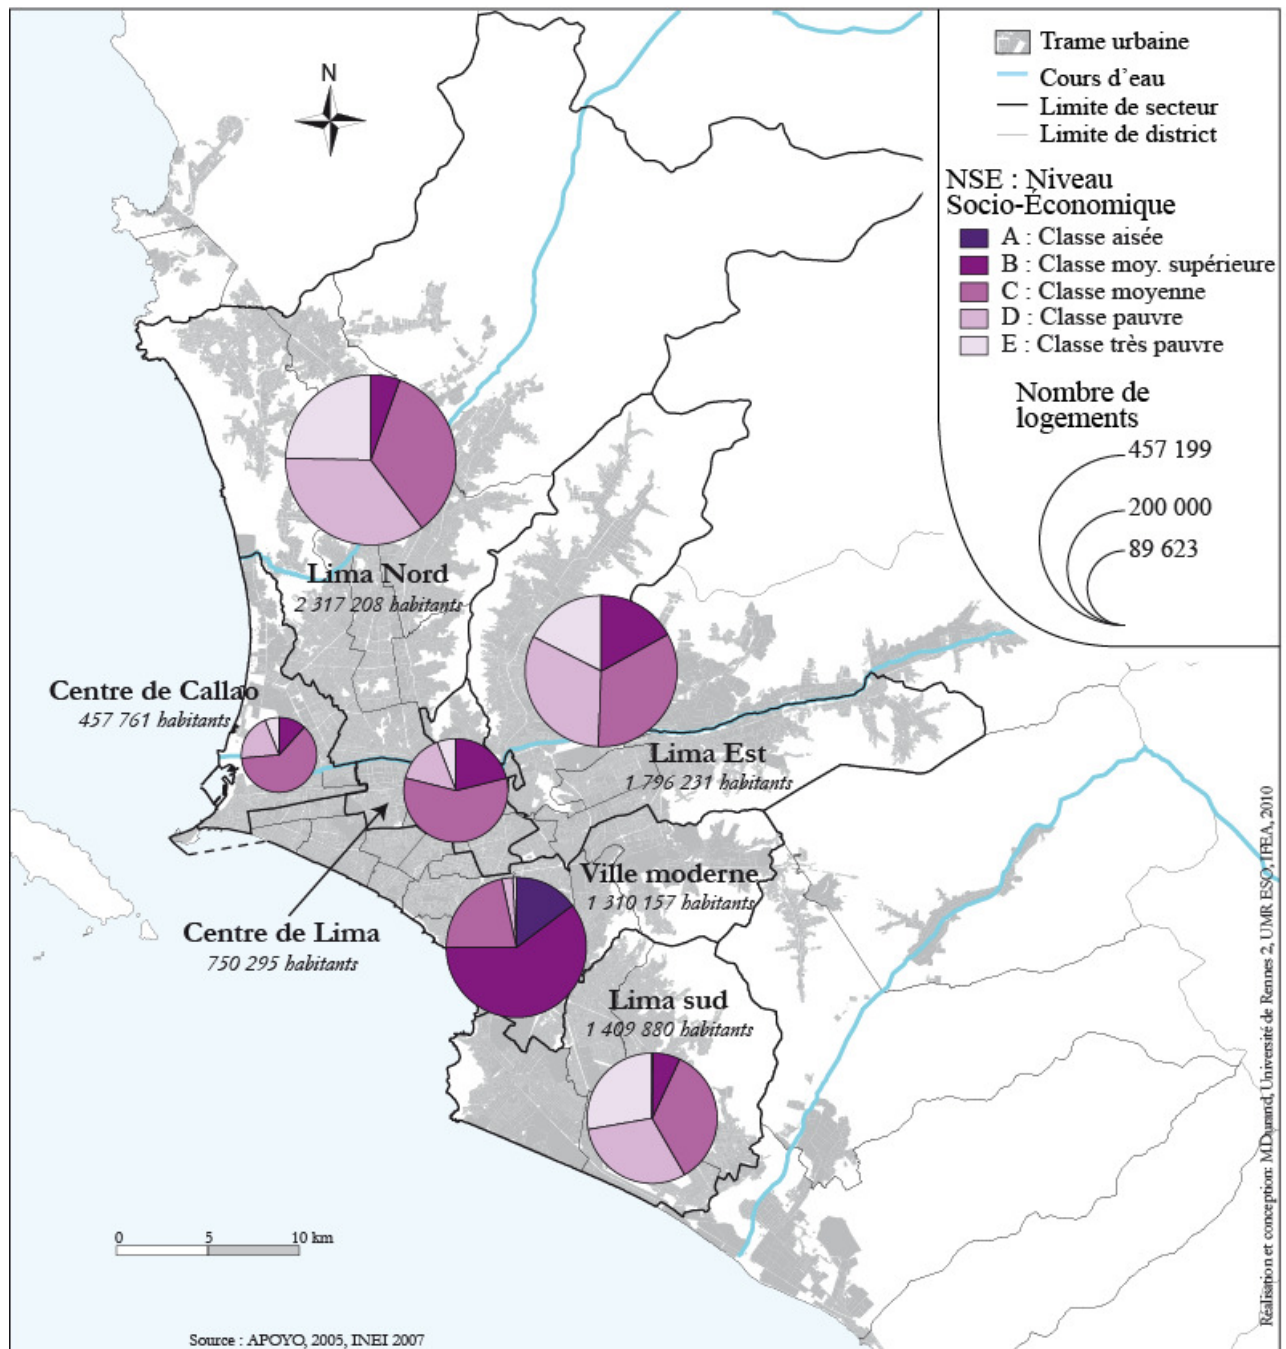 N
Trame urbaine
Cours d'eau
Limite de secteur
Limite de district
NSE : Niveau
Socio-Économique
A : Classe aisée
B : Classe moy. supérieure
C : Classe moyenne
D : Classe pauvre
E : Classe très pauvre
Nombre de
logements
457 199
200 000
89 623
Lima Nord
2 317 208 habitants
Centre de Callao
457 761 habitants
Lima Est
1 796 231 habitants
Ville moderne
1 310 157 habitants
Centre de Lima
750 295 habitants
Lima sud
1 409 880 habitants
0 5 10 km
Source : APOYO, 2005, INEI 2007
Réalisation et conception: M.Durand, Université de Rennes 2, UMR ESO, IFEA, 2010